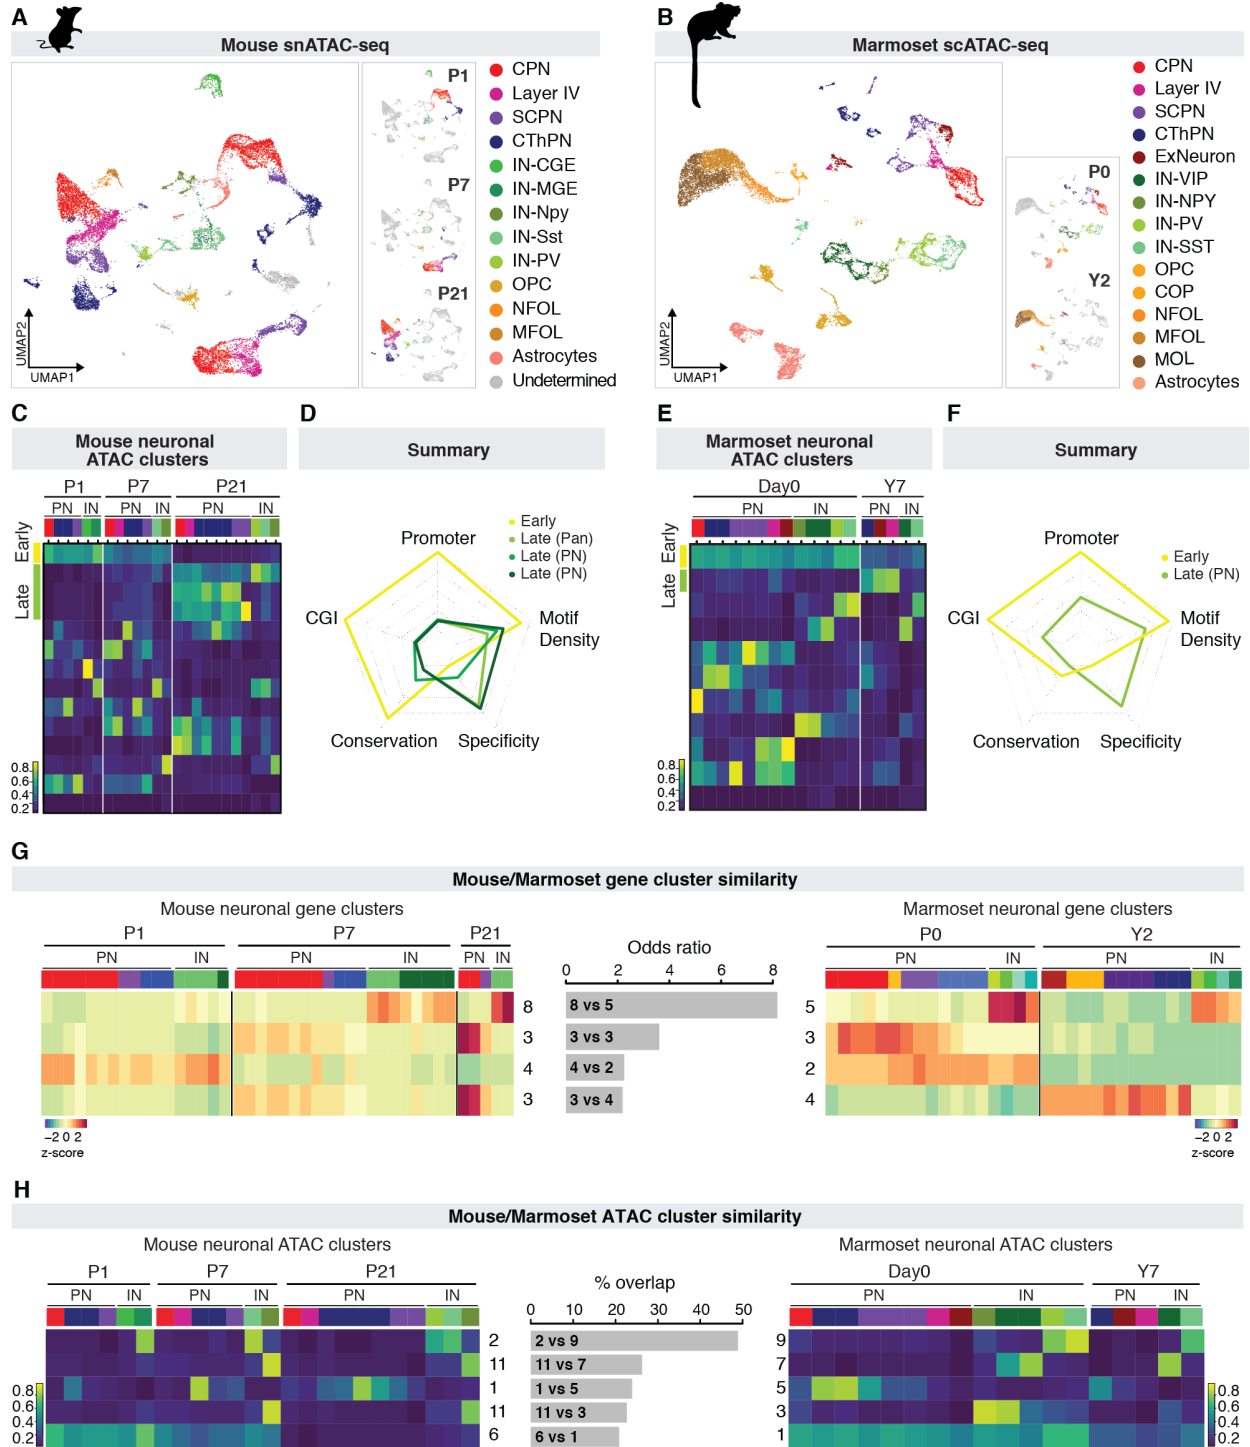 A
Mouse snATAC-seq
P1
P7
P21
UMAP2
UMAP1
CPN
Layer IV
SCPN
CThPN
IN-CGE
IN-MGE
IN-Npy
IN-Sst
IN-PV
OPC
NFOL
MFOL
Astrocytes
Undetermined
B
Marmoset scATAC-seq
P0
Y2
UMAP2
UMAP1
CPN
Layer IV
SCPN
CThPN
ExNeuron
IN-VIP
IN-NPY
IN-PV
IN-SST
OPC
COP
NFOL
MFOL
MOL
Astrocytes
C
Mouse neuronal
ATAC clusters
P1 P7 P21
PN IN PN IN PN IN
Early
Late
0.8
0.6
0.4
0.2
D
Summary
Early
Late (Pan)
Late (PN)
Late (PN)
Promoter
CGI
Motif
Density
Conservation Specificity
E
Marmoset neuronal
ATAC clusters
Day0 Y7
PN IN PN IN
Early
Late
0.8
0.6
0.4
0.2
F
Summary
Early
Late (PN)
Promoter
CGI
Motif
Density
Conservation Specificity
G
Mouse/Marmoset gene cluster similarity
Mouse neuronal gene clusters
P1 P7 P21
PN IN PN IN PN IN
8
3
4
3
−2 0 2
z-score
Odds ratio
0 2 4 6 8
8 vs 5
3 vs 3
4 vs 2
3 vs 4
Marmoset neuronal gene clusters
P0 Y2
PN IN PN IN
5
3
2
4
−2 0 2
z-score
H
Mouse/Marmoset ATAC cluster similarity
Mouse neuronal ATAC clusters
P1 P7 P21
PN IN PN IN PN IN
2
11
1
11
6
0.8
0.6
0.4
0.2
% overlap
0 10 20 30 40 50
2 vs 9
11 vs 7
1 vs 5
11 vs 3
6 vs 1
Marmoset neuronal ATAC clusters
Day0 Y7
PN IN PN IN
9
7
5
3
1
0.8
0.6
0.4
0.2